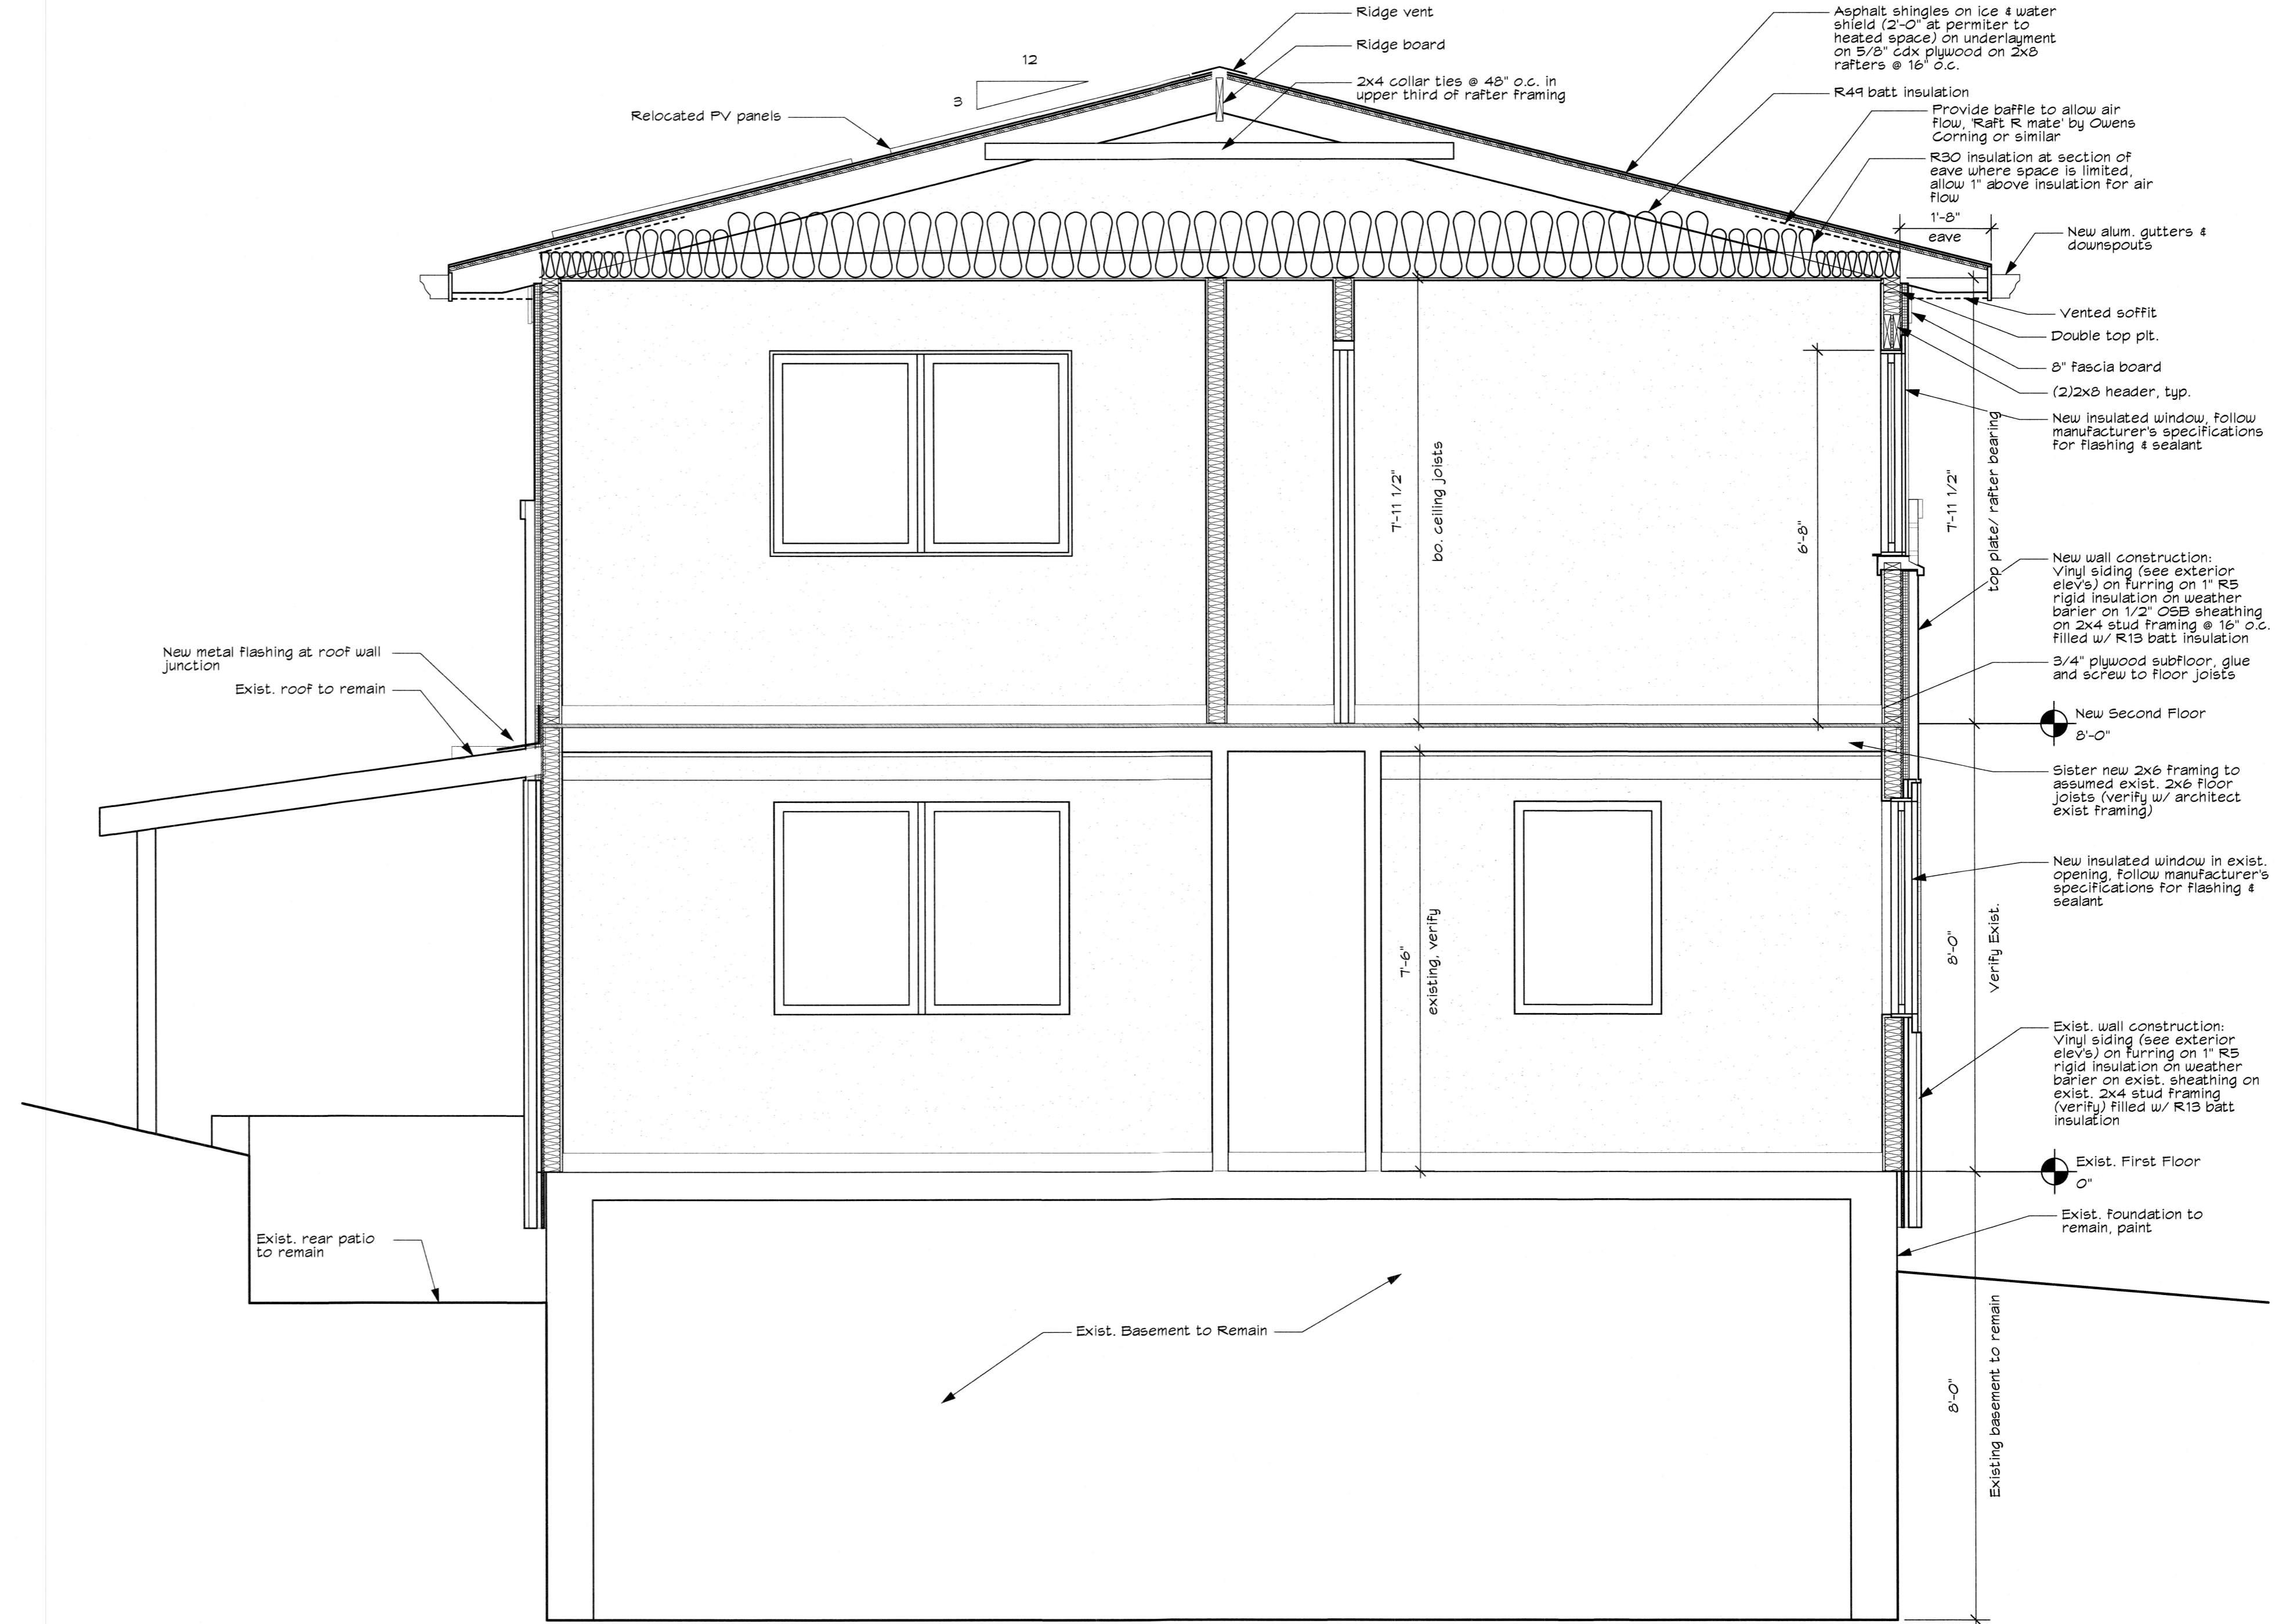 Ridge vent
Ridge board
2x4 collar ties @ 48" o.c. in
upper third of rafter framing
12
3
Relocated PV panels
Asphalt shingles on ice & water
shield (2'-0" at permiter to
heated space) on underlayment
on 5/8" cdx plywood on 2x8
rafters @ 16" o.c.
R49 batt insulation
Provide baffle to allow air
flow, 'Raft R mate' by Owens
Corning or similar
R30 insulation at section of
eave where space is limited,
allow 1" above insulation for air
flow
1'-8"
eave
New alum. gutters &
downspouts
Vented soffit
Double top plt.
8" fascia board
(2)2x8 header, typ.
New insulated window, follow
manufacturer's specifications
for flashing & sealant
7'-11 1/2"
bo. ceiling joists
6'-8"
7'-11 1/2"
top plate/ rafter bearing
New wall construction:
Vinyl siding (see exterior
elev's) on furring on 1" R5
rigid insulation on weather
barier on 1/2" OSB sheathing
on 2x4 stud framing @ 16" o.c.
filled w/ R13 batt insulation
3/4" plywood subfloor, glue
and screw to floor joists
New Second Floor
8'-0"
New metal flashing at roof wall
junction
Exist. roof to remain
Sister new 2x6 framing to
assumed exist. 2x6 floor
joists (verify w/ architect
exist framing)
New insulated window in exist.
opening, follow manufacturer's
specifications for flashing &
sealant
7'-6"
existing, verify
8'-0"
Verify Exist.
Exist. wall construction:
Vinyl siding (see exterior
elev's) on furring on 1" R5
rigid insulation on weather
barier on exist. sheathing on
exist. 2x4 stud framing
(verify) filled w/ R13 batt
insulation
Exist. First Floor
0"
Exist. foundation to
remain, paint
Exist. rear patio
to remain
Exist. Basement to Remain
8'-0"
Existing basement to remain